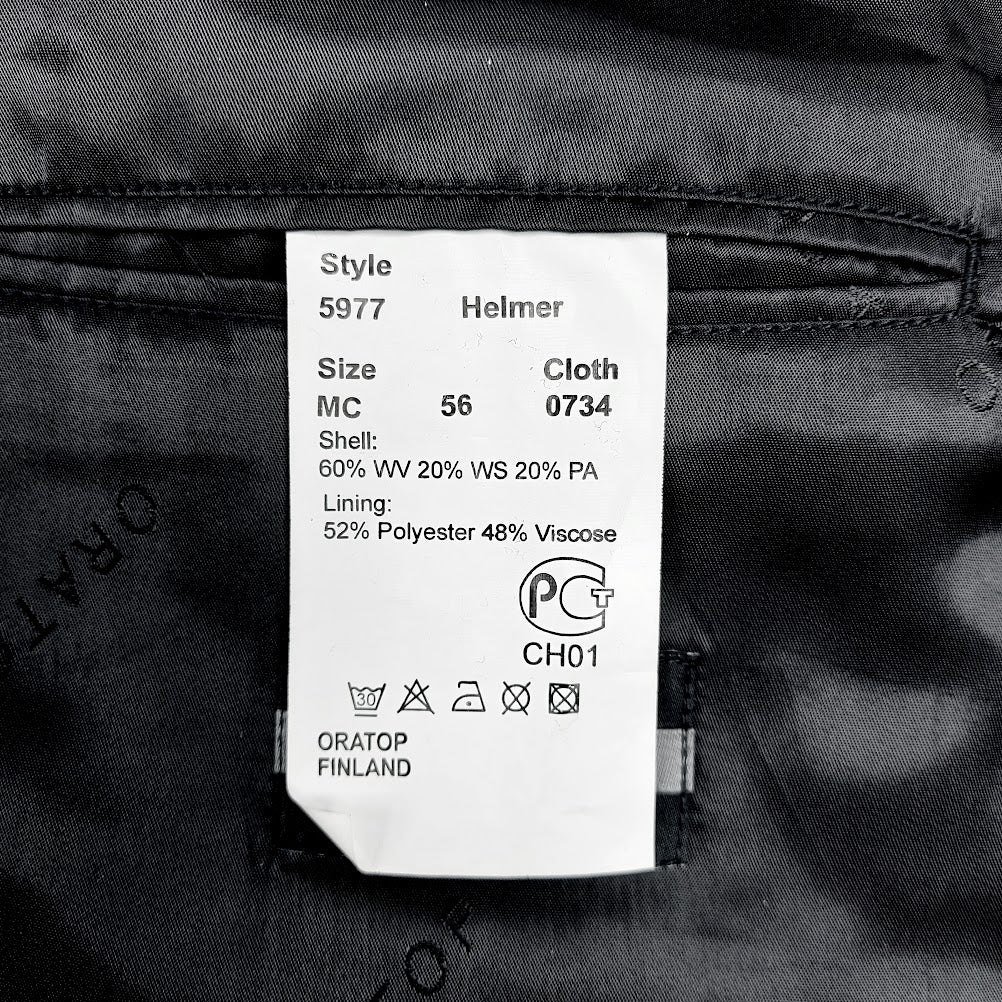 Style
5977 Helmer
Size Cloth
MC 56 0734
Shell:
60% WV 20% WS 20% PA
Lining:
52% Polyester 48% Viscose
РСТ
CH01
30
ORATOP
FINLAND